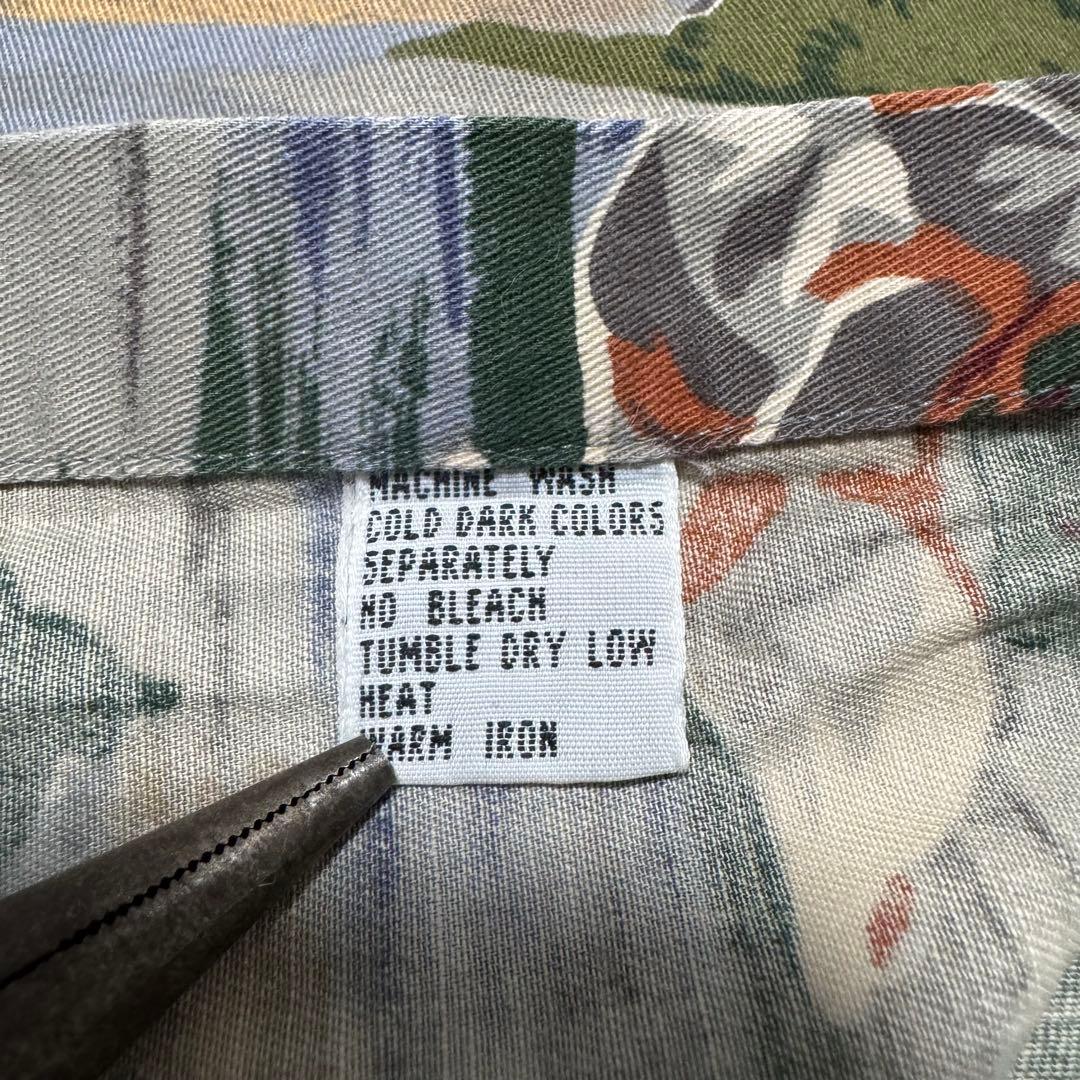 MACHINE WASH
COLD DARK COLORS
SEPARATELY
NO BLEACH
TUMBLE DRY LOW
HEAT
WARM IRON